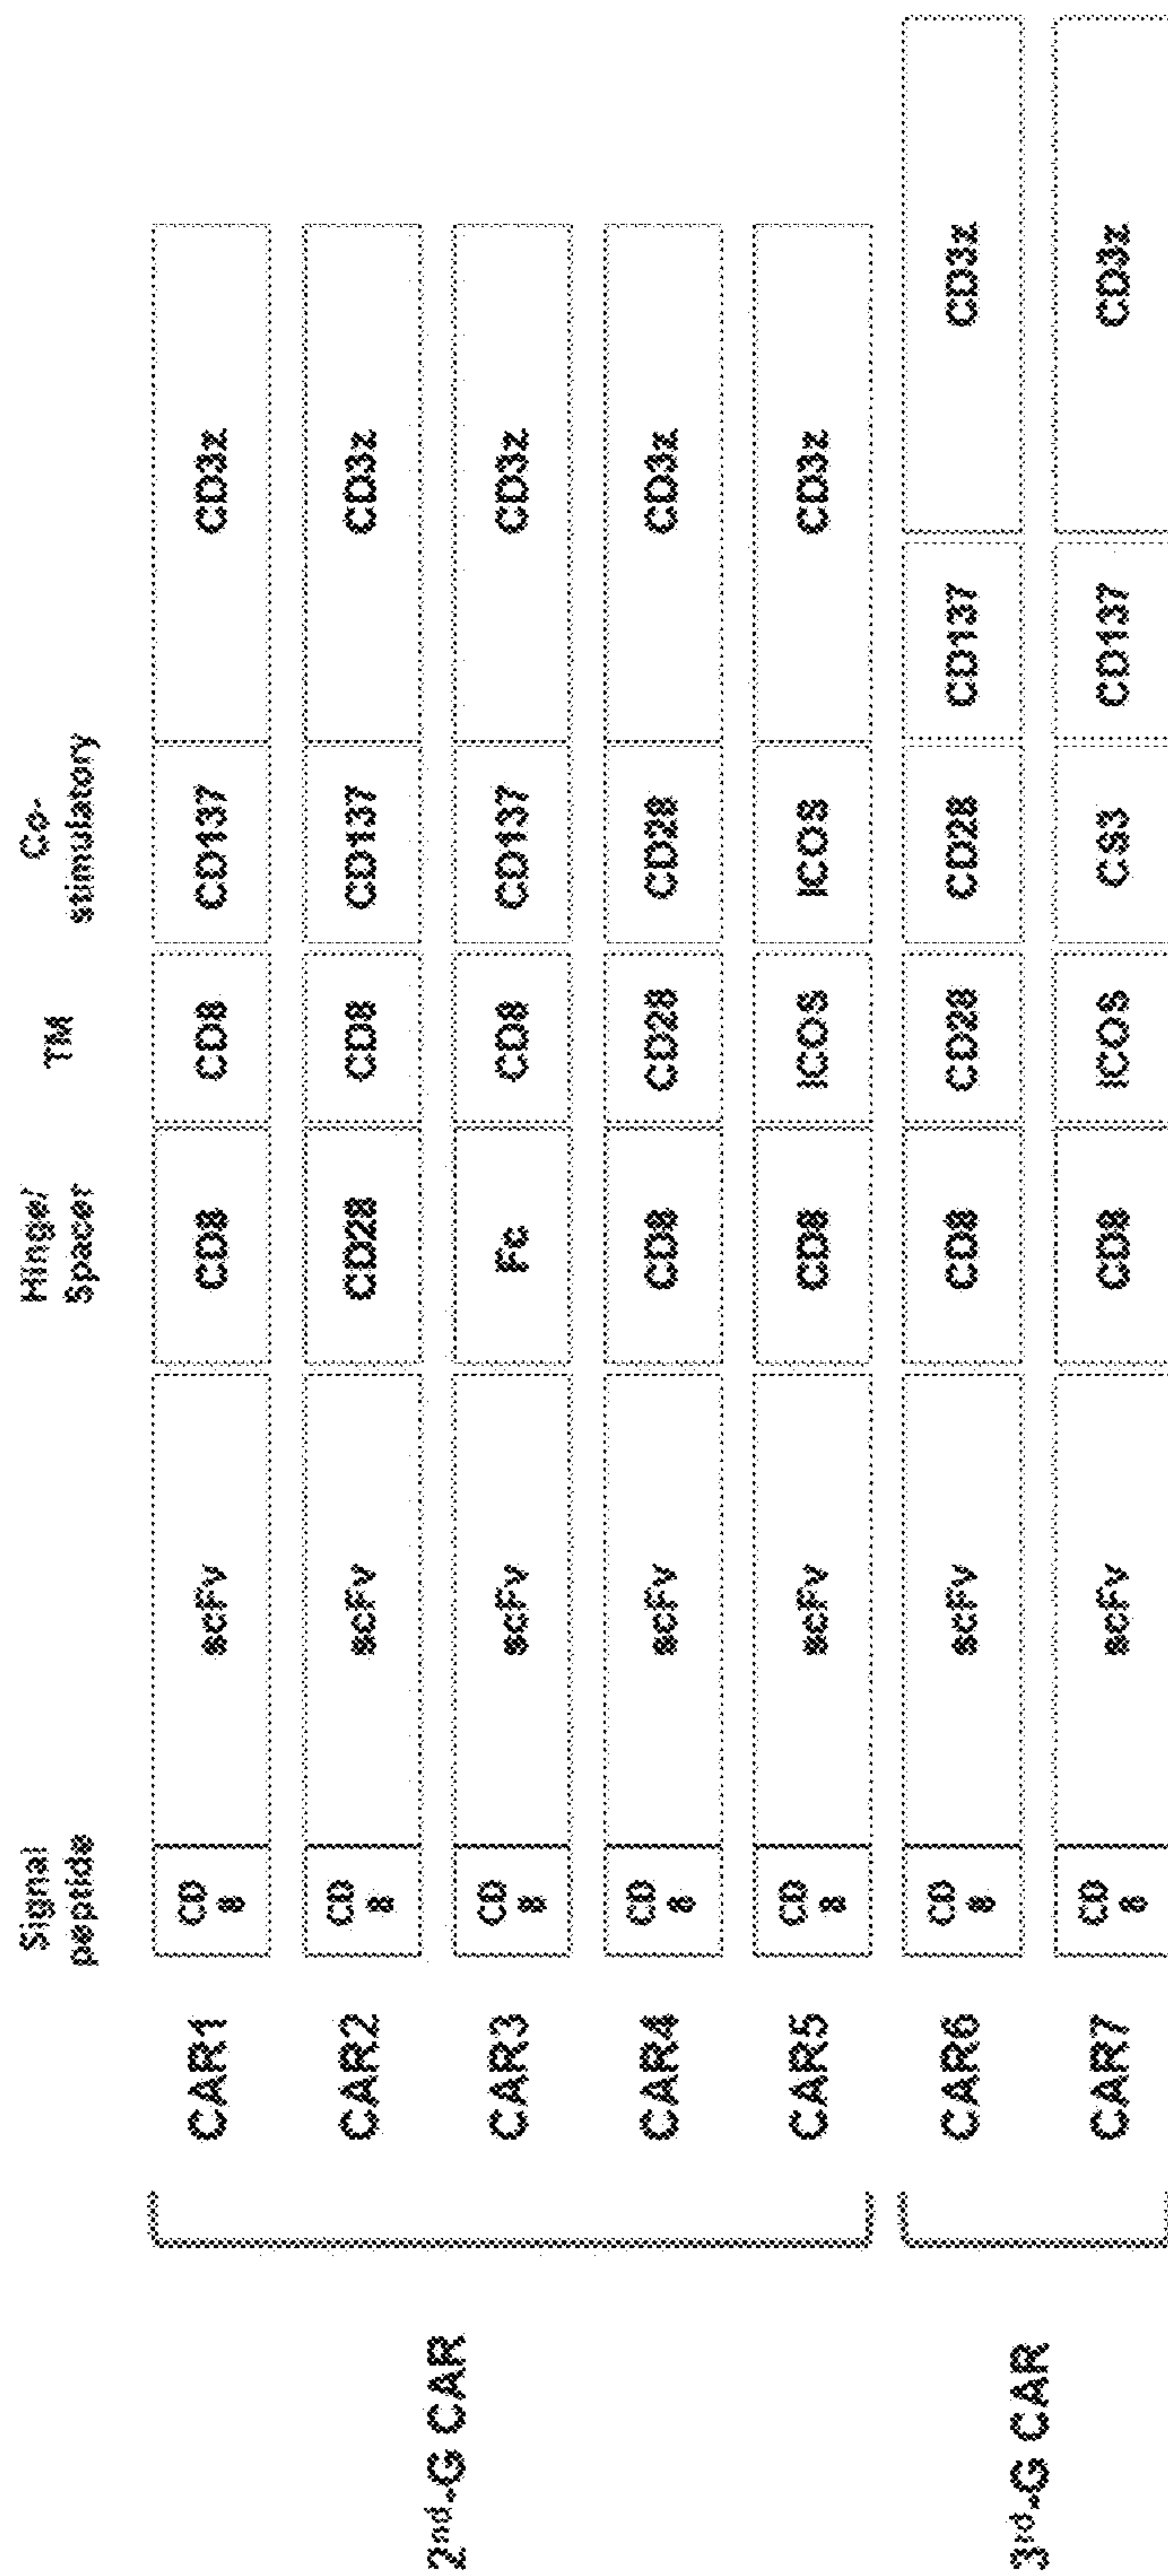 Signal
peptide
Hinge/
Spacer
TM
Co-
stimulatory
2nd-G CAR
CAR1
CD
8
scFv
CD8
CD8
CD137
CD3z
CAR2
CD
8
scFv
CD28
CD8
CD137
CD3z
CAR3
CD
8
scFv
Fc
CD8
CD137
CD3z
CAR4
CD
8
scFv
CD8
CD28
CD28
CD3z
CAR5
CD
8
scFv
CD8
ICOS
ICOS
CD3z
3rd-G CAR
CAR6
CD
8
scFv
CD8
CD28
CD28
CD137
CD3z
CAR7
CD
8
scFv
CD8
ICOS
CS3
CD137
CD3z